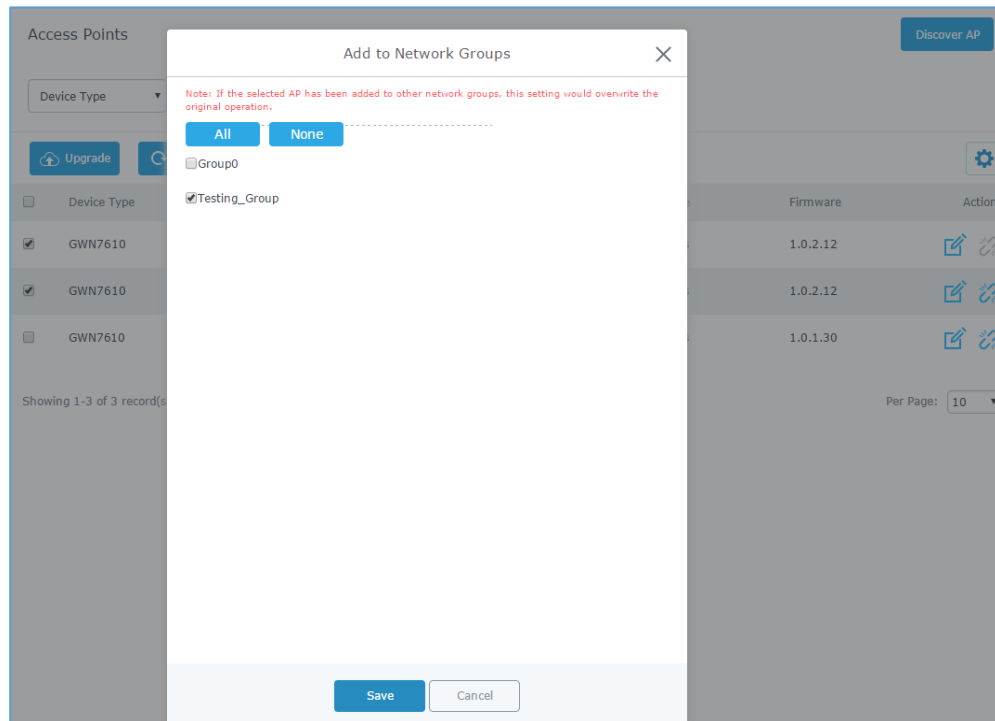 Access Points
Discover AP
Add to Network Groups
Device Type
Note: If the selected AP has been added to other network groups, this setting would overwrite the
original operation.
All None
Upgrade
Group0
Testing_Group
Device Type Firmware Action
GWN7610 1.0.2.12
GWN7610 1.0.2.12
GWN7610 1.0.1.30
Showing 1-3 of 3 record(s
Per Page: 10
Save Cancel